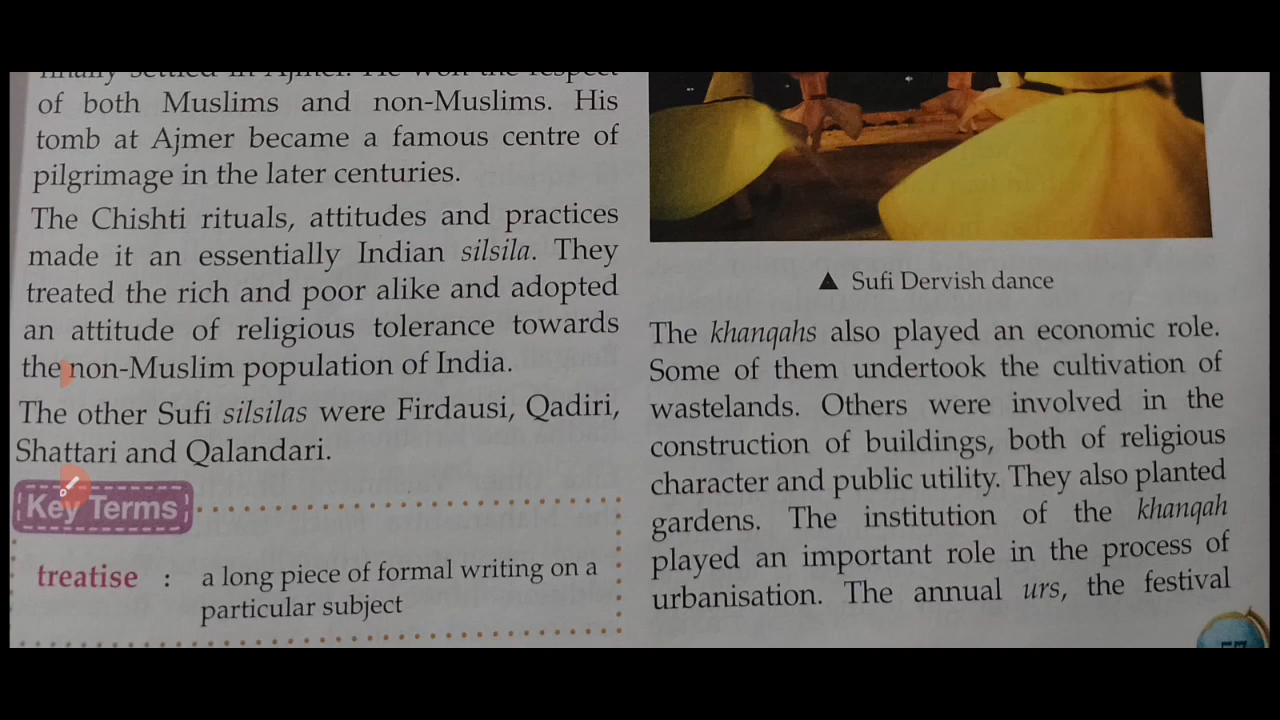 finally settled in Ajmer. He won the respect
of both Muslims and non-Muslims. His
tomb at Ajmer became a famous centre of
pilgrimage in the later centuries.
The Chishti rituals, attitudes and practices
made it an essentially Indian silsila. They
treated the rich and poor alike and adopted
an attitude of religious tolerance towards
the non-Muslim population of India.
The other Sufi silsilas were Firdausi, Qadiri,
Shattari and Qalandari.
Key Terms
treatise : a long piece of formal writing on a
particular subject
▲ Sufi Dervish dance
The khanqahs also played an economic role.
Some of them undertook the cultivation of
wastelands. Others were involved in the
construction of buildings, both of religious
character and public utility. They also planted
gardens. The institution of the khanqah
played an important role in the process of
urbanisation. The annual urs, the festival
57